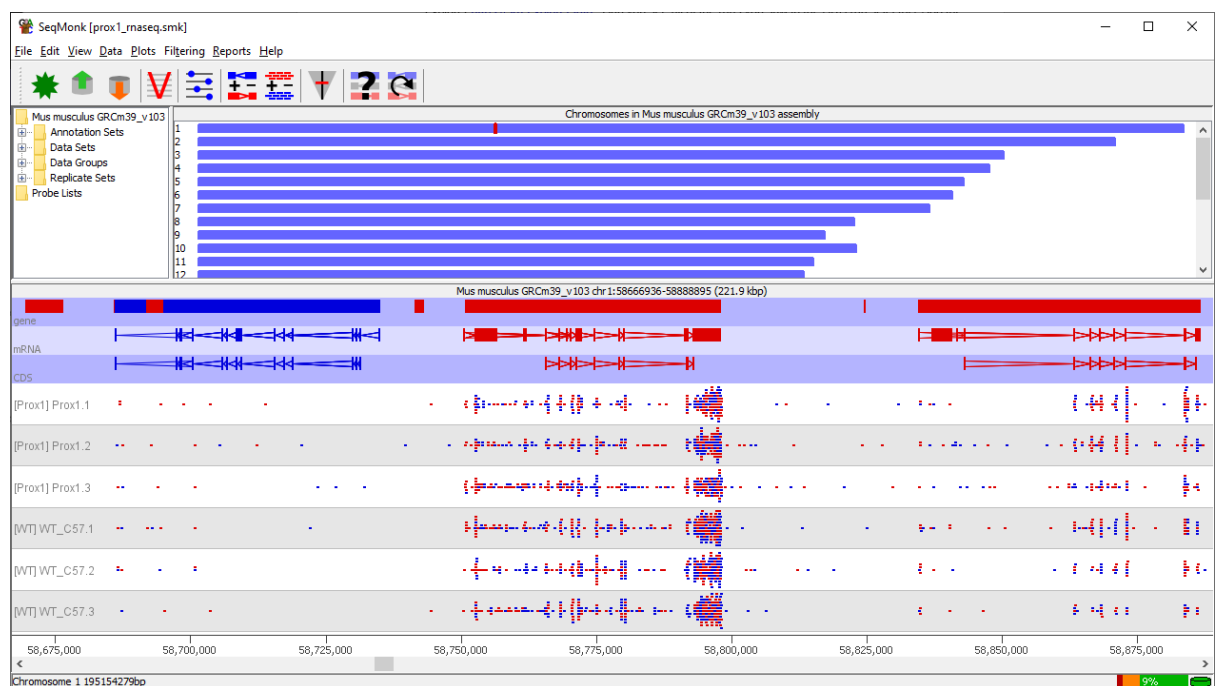 SeqMonk [prox1_rnaseq.smk]
File Edit View Data Plots Filtering Reports Help
Mus musculus GRCm39_v103
Annotation Sets
Data Sets
Data Groups
Replicate Sets
Probe Lists
Chromosomes in Mus musculus GRCm39_v103 assembly
1
2
3
4
5
6
7
8
9
10
11
12
Mus musculus GRCm39_v103 chr1:58666936-58888895 (221.9 kbp)
gene
mRNA
CDS
[Prox1] Prox1.1
[Prox1] Prox1.2
[Prox1] Prox1.3
[WT] WT_C57.1
[WT] WT_C57.2
[WT] WT_C57.3
58,675,000 58,700,000 58,725,000 58,750,000 58,775,000 58,800,000 58,825,000 58,850,000 58,875,000
Chromosome 1 195154279bp
9%